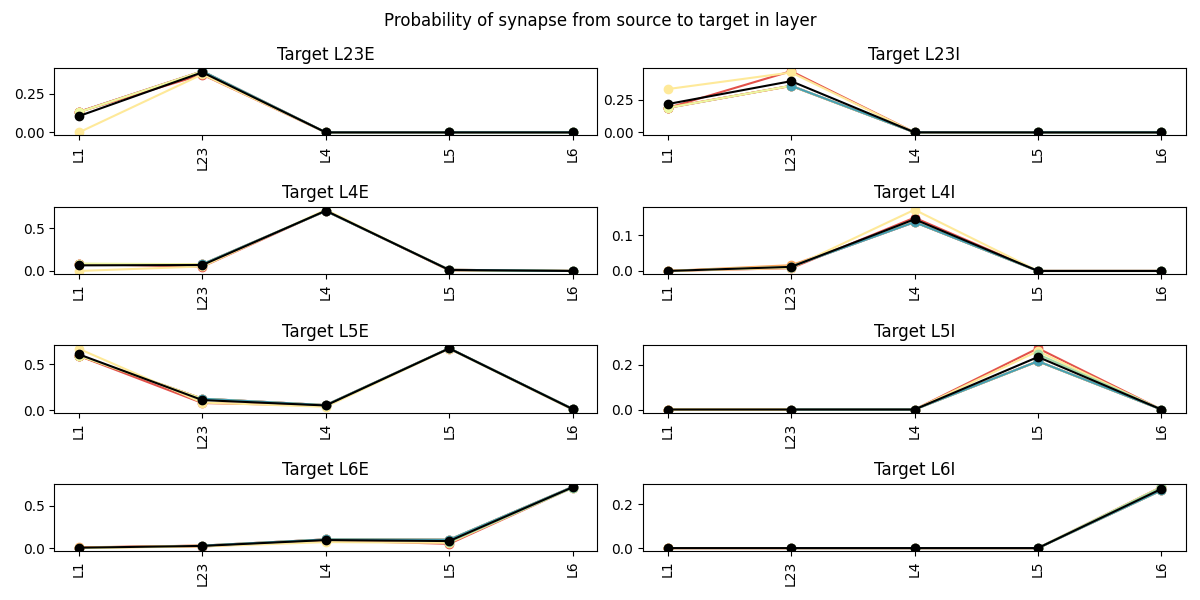 Probability of synapse from source to target in layer
Target L23E
0.25
0.00
L1
L23
L4
L5
L6
Target L23I
0.25
0.00
L1
L23
L4
L5
L6
Target L4E
0.5
0.0
L1
L23
L4
L5
L6
Target L4I
0.1
0.0
L1
L23
L4
L5
L6
Target L5E
0.5
0.0
L1
L23
L4
L5
L6
Target L5I
0.2
0.0
L1
L23
L4
L5
L6
Target L6E
0.5
0.0
L1
L23
L4
L5
L6
Target L6I
0.2
0.0
L1
L23
L4
L5
L6